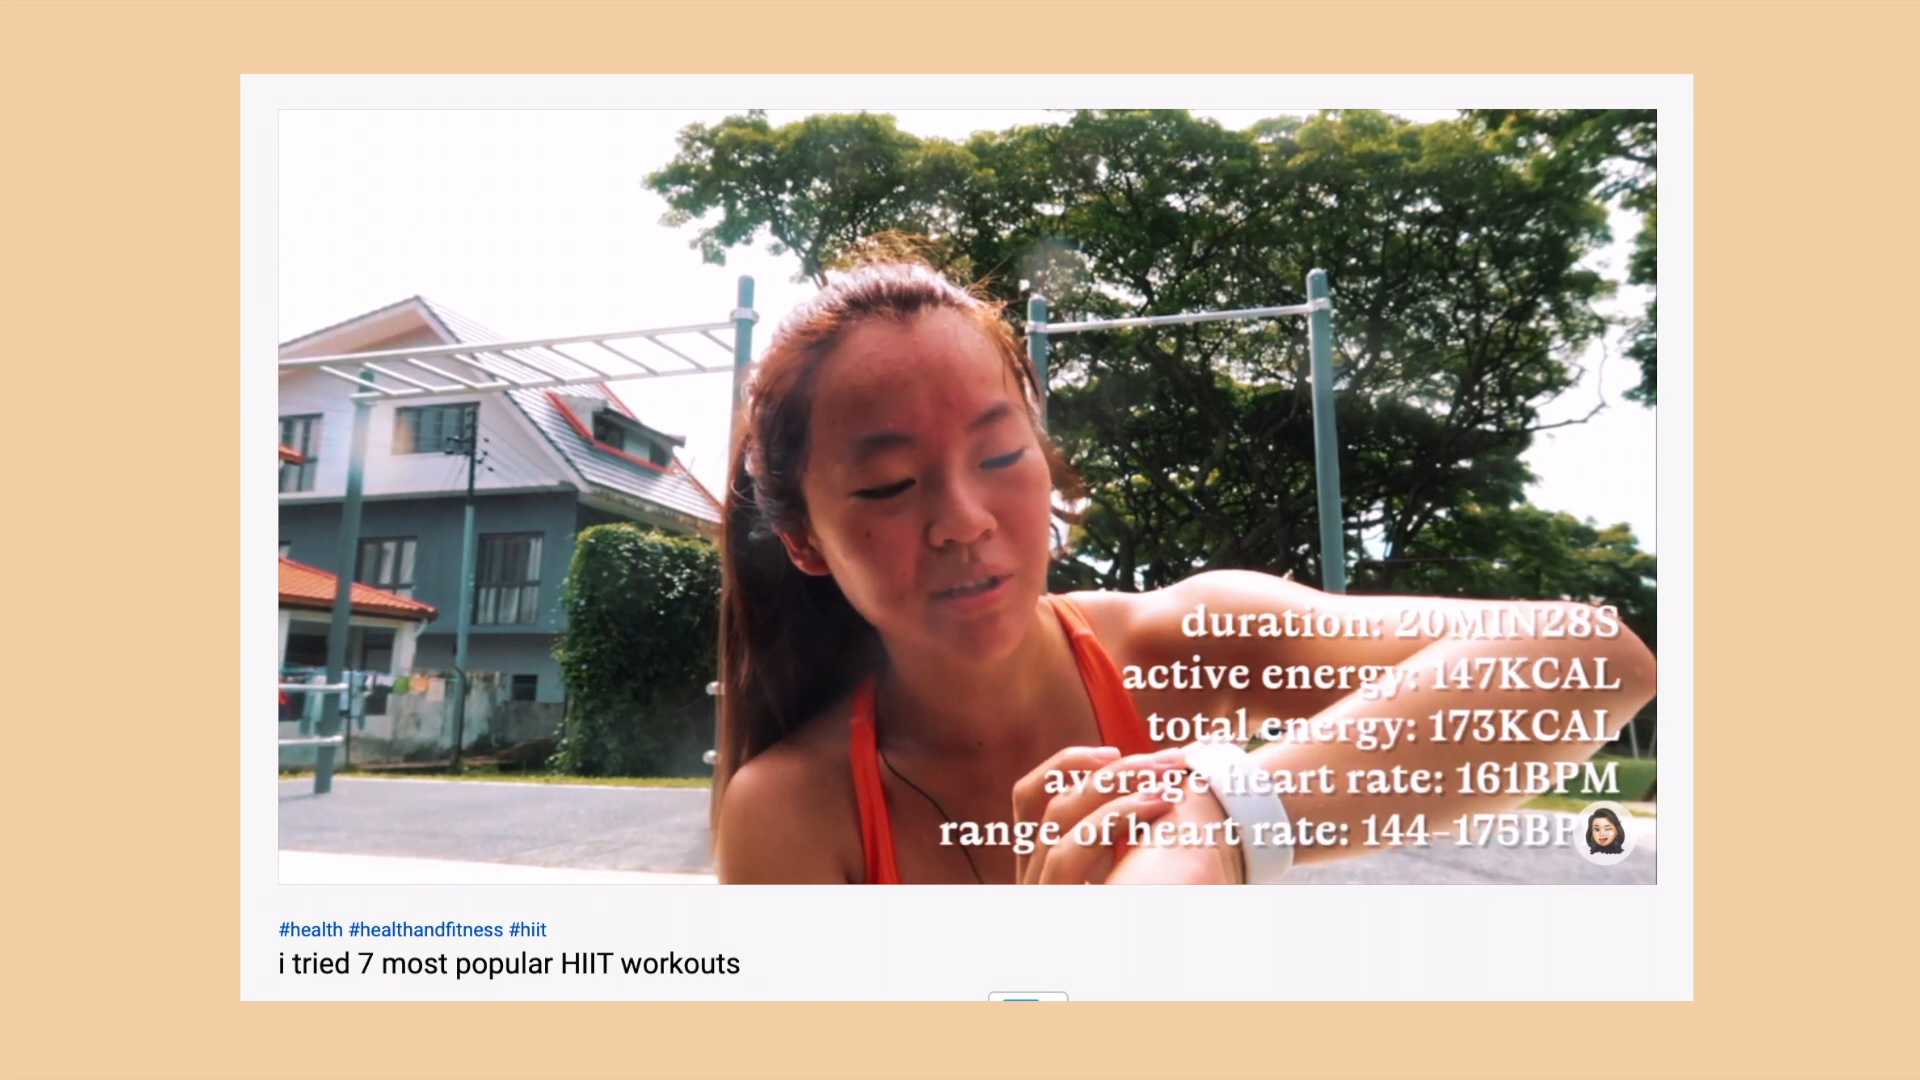 duration: 20MIN28S
active energy: 147KCAL
total energy: 173KCAL
average heart rate: 161BPM
range of heart rate: 144-175BP
#health #healthandfitness #hiit
i tried 7 most popular HIIT workouts